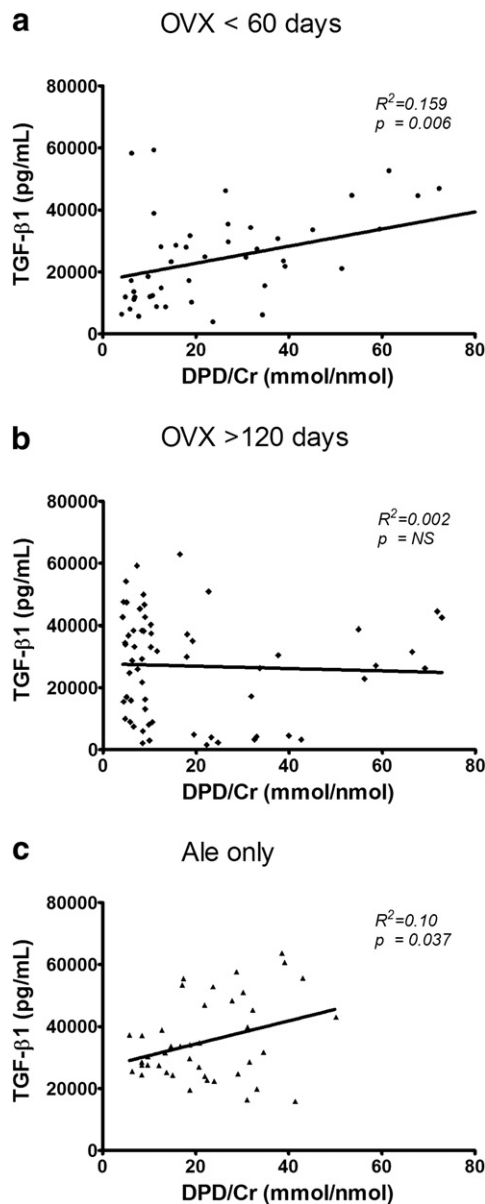 a
OVX < 60 days
R²=0.159
p = 0.006
80000
60000
40000
20000
0
TGF-β1 (pg/mL)
0 20 40 60 80
DPD/Cr (mmol/nmol)
b
OVX >120 days
R²=0.002
p = NS
80000
60000
40000
20000
0
TGF-β1 (pg/mL)
0 20 40 60 80
DPD/Cr (mmol/nmol)
c
Ale only
R²=0.10
p = 0.037
80000
60000
40000
20000
0
TGF-β1 (pg/mL)
0 20 40 60 80
DPD/Cr (mmol/nmol)